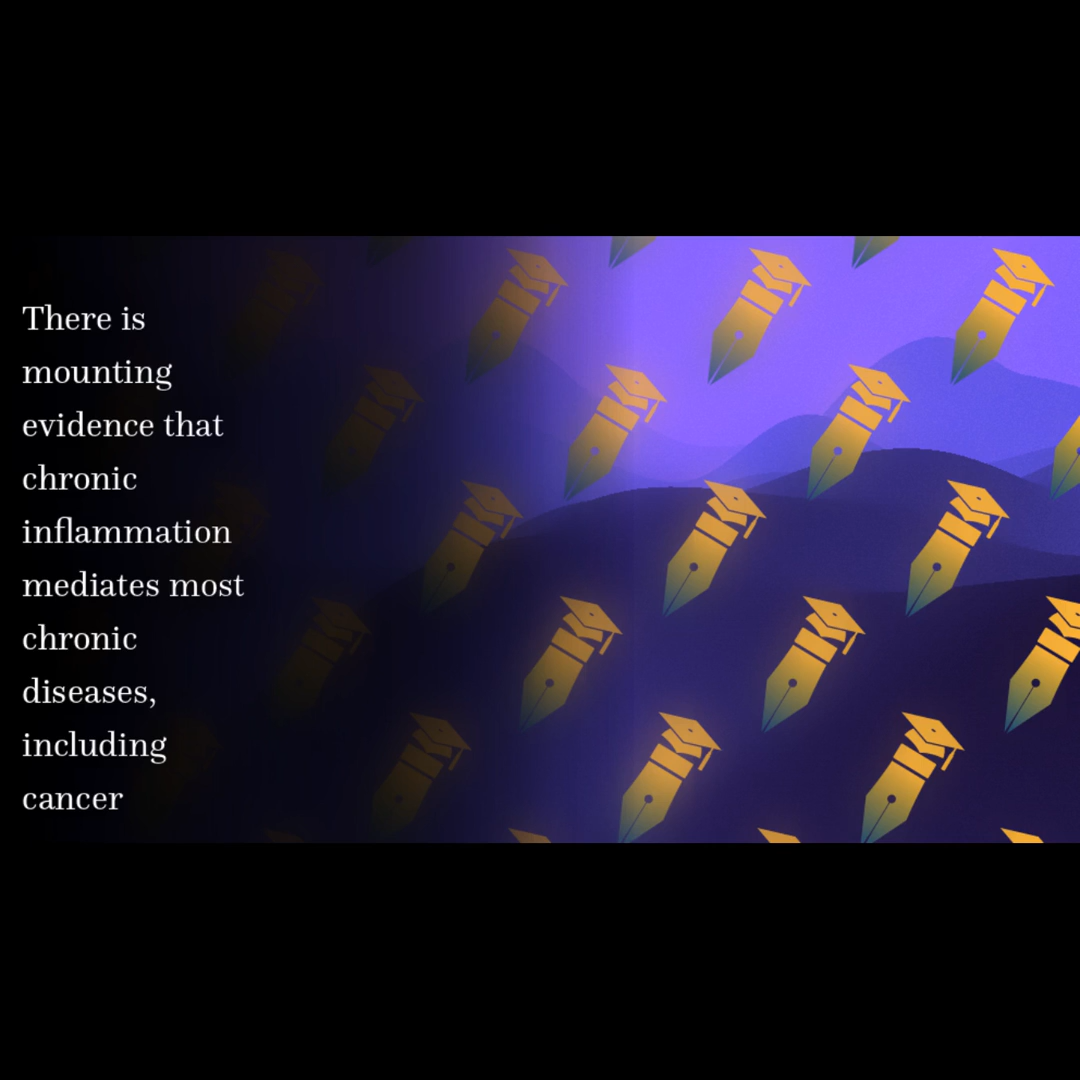 There is
mounting
evidence that
chronic
inflammation
mediates most
chronic
diseases,
including
cancer